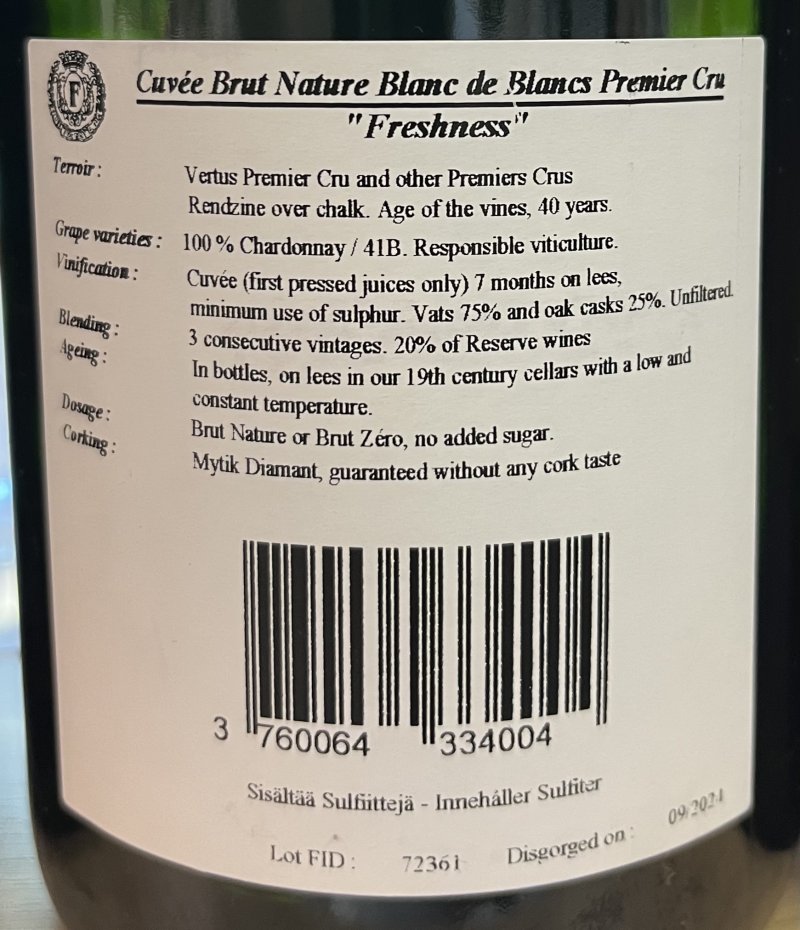 F
Cuvée Brut Nature Blanc de Blancs Premier Cru
"Freshness"
Terroir : Vertus Premier Cru and other Premiers Crus
Rendzine over chalk. Age of the vines, 40 years.
Grape varieties : 100 % Chardonnay / 41B. Responsible viticulture.
Vinification : Cuvée (first pressed juices only) 7 months on lees,
minimum use of sulphur. Vats 75% and oak casks 25%. Unfiltered.
Blending : 3 consecutive vintages. 20% of Reserve wines
Ageing : In bottles, on lees in our 19th century cellars with a low and
constant temperature.
Dosage : Brut Nature or Brut Zéro, no added sugar.
Corking : Mytik Diamant, guaranteed without any cork taste
3 760064 334004
Sisältää Sulfiittejä - Innehåller Sulfiter
Lot FID : 72361 Disgorged on : 09/2024